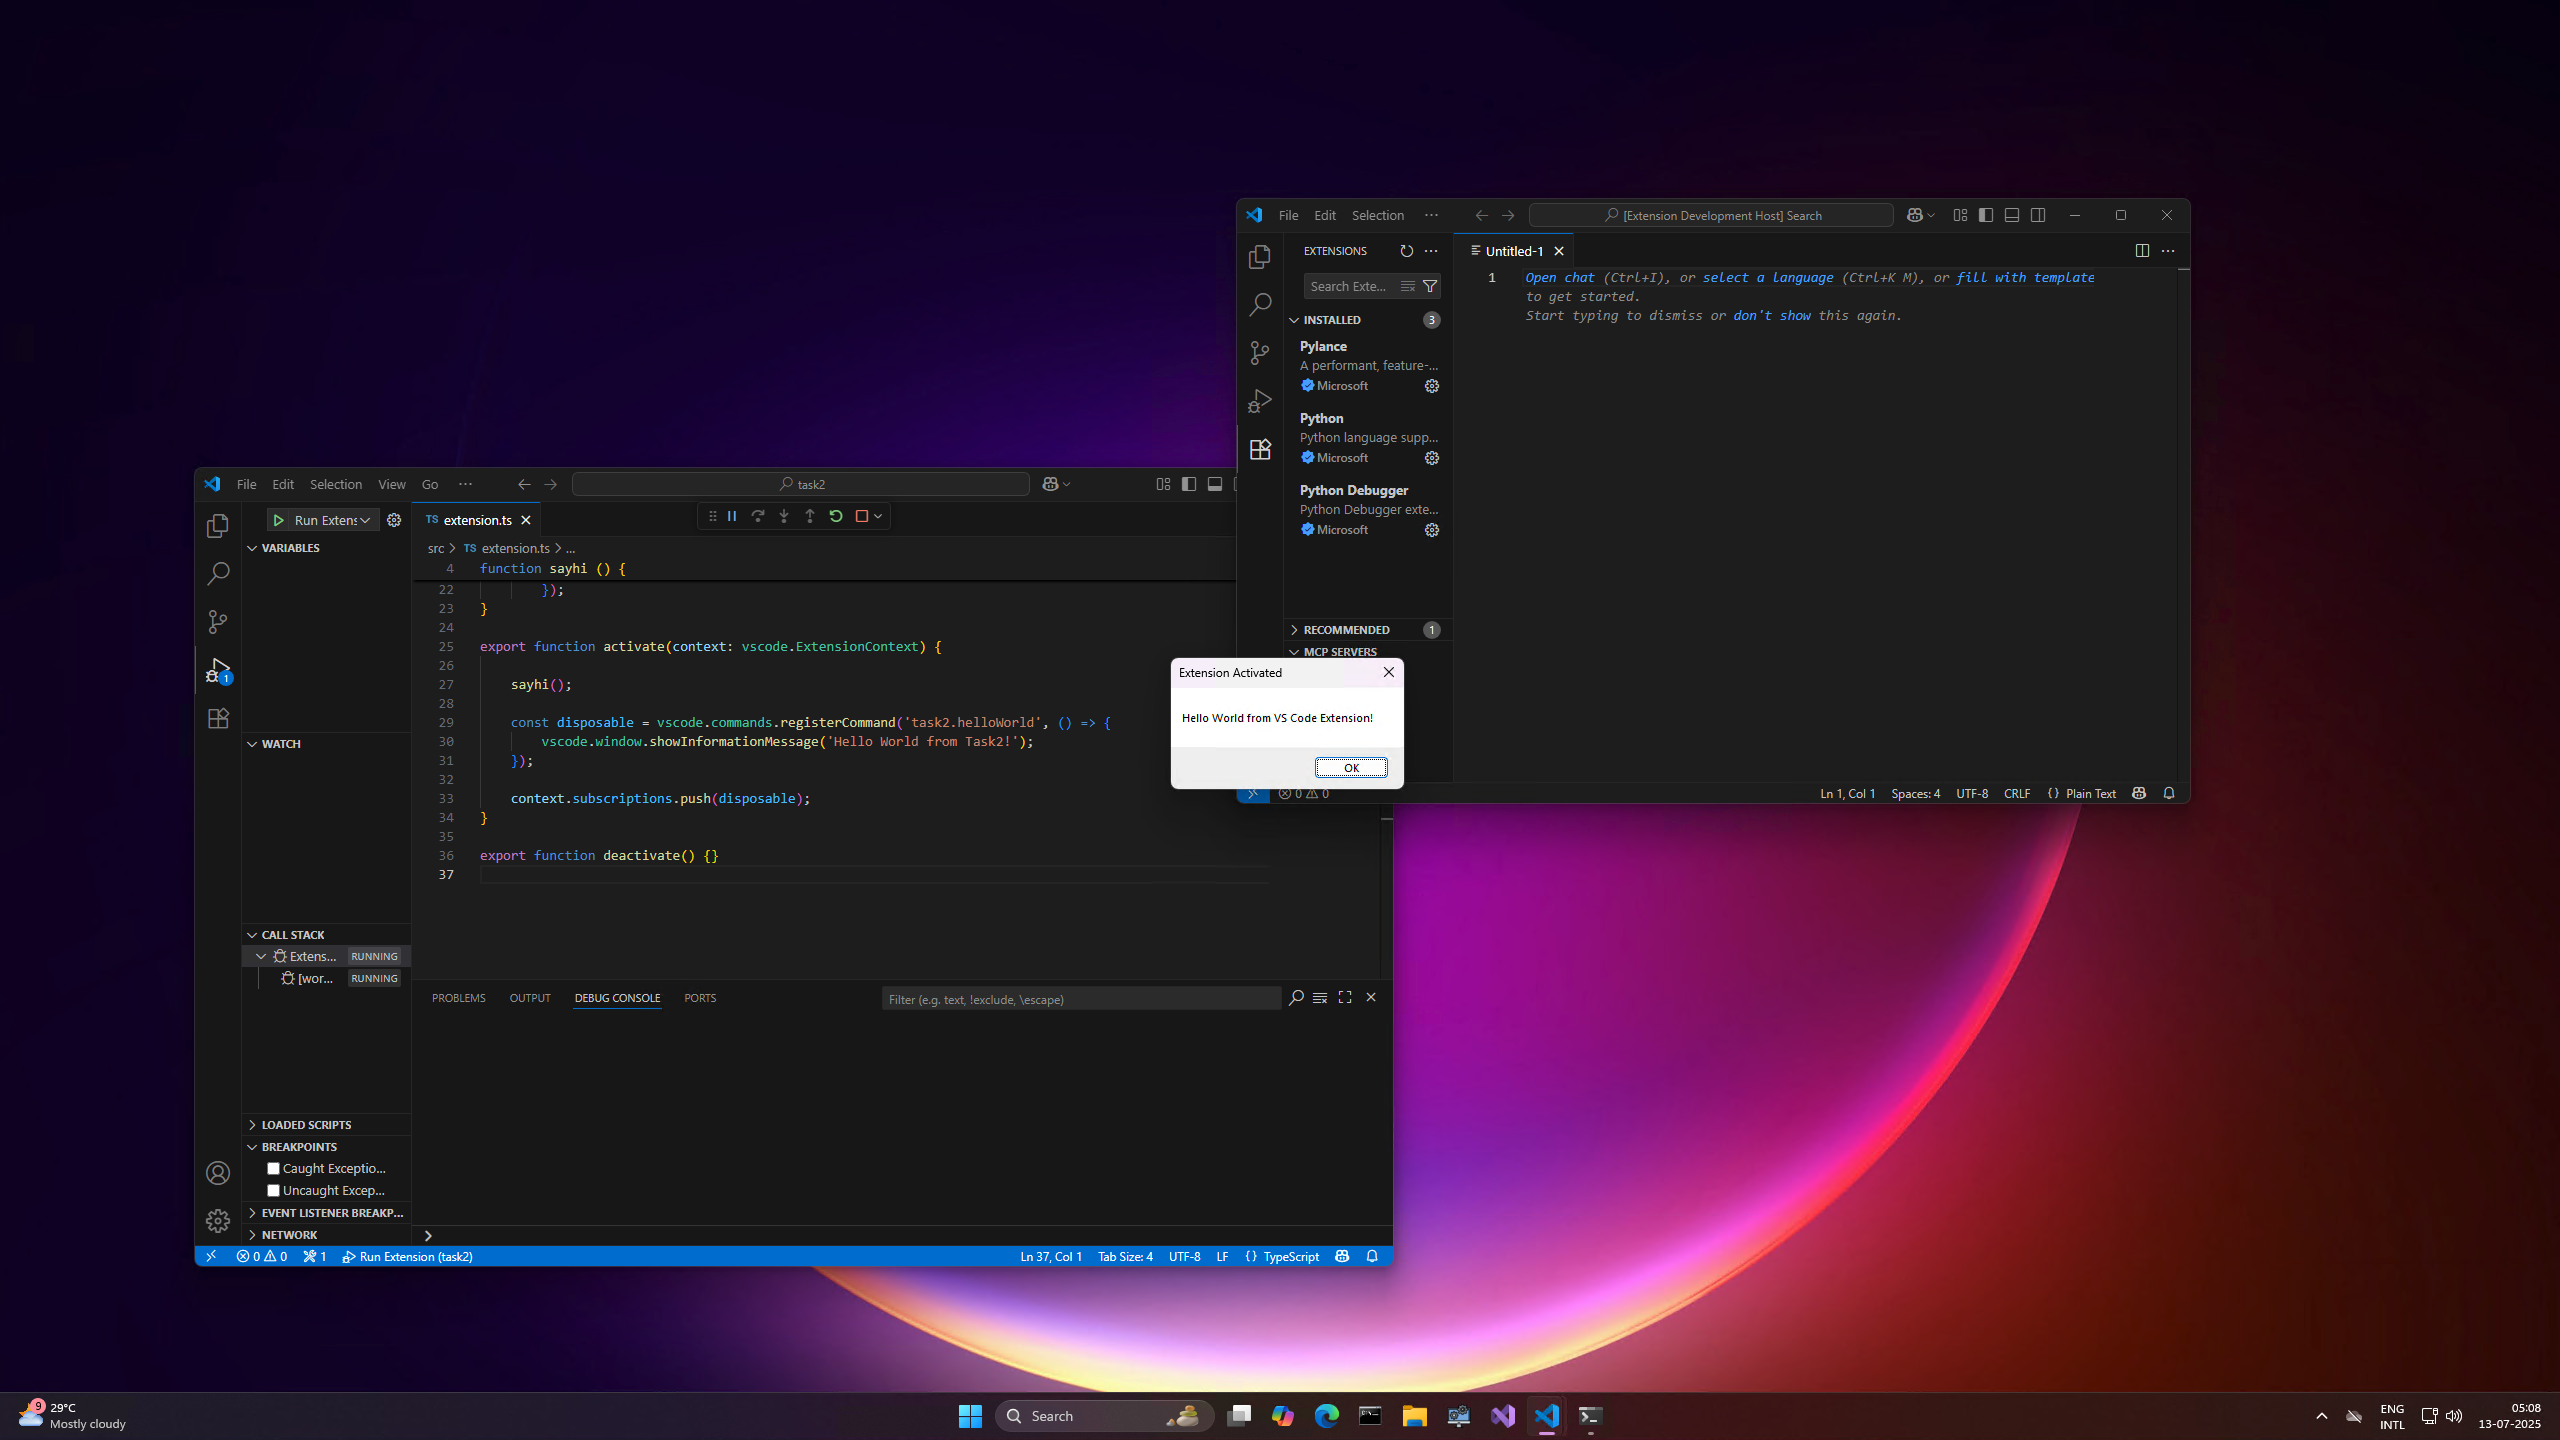 File Edit Selection ···
[Extension Development Host] Search
EXTENSIONS
Search Exte...
INSTALLED 3
Pylance
A performant, feature-...
Microsoft
Python
Python language supp...
Microsoft
Python Debugger
Python Debugger exte...
Microsoft
RECOMMENDED 1
MCP SERVERS
Untitled-1
1 Open chat (Ctrl+I), or select a language (Ctrl+K M), or fill with template
to get started.
Start typing to dismiss or don't show this again.
0 0
Ln 1, Col 1 Spaces: 4 UTF-8 CRLF {} Plain Text
Extension Activated
Hello World from VS Code Extension!
OK
File Edit Selection View Go ···
task2
Run Extens
VARIABLES
WATCH
CALL STACK
Extens... RUNNING
[wor... RUNNING
LOADED SCRIPTS
BREAKPOINTS
Caught Exceptio...
Uncaught Excep...
EVENT LISTENER BREAKP...
NETWORK
1
TS extension.ts
src > TS extension.ts > ...
4 function sayhi () {
22 });
23 }
24
25 export function activate(context: vscode.ExtensionContext) {
26
27 sayhi();
28
29 const disposable = vscode.commands.registerCommand('task2.helloWorld', () => {
30 vscode.window.showInformationMessage('Hello World from Task2!');
31 });
32
33 context.subscriptions.push(disposable);
34 }
35
36 export function deactivate() {}
37
PROBLEMS OUTPUT DEBUG CONSOLE PORTS
Filter (e.g. text, !exclude, \escape)
0 0 1 Run Extension (task2)
Ln 37, Col 1 Tab Size: 4 UTF-8 LF {} TypeScript
9
29°C
Mostly cloudy
Search
ENG
INTL
05:08
13-07-2025